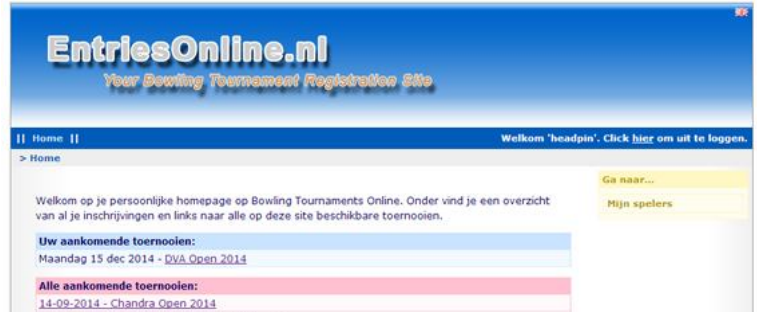 EntriesOnline.nl
Your Bowling Tournament Registration Site
|| Home ||
Welkom 'headpin'. Click hier om uit te loggen.
> Home
Ga naar...
Mijn spelers
Welkom op je persoonlijke homepage op Bowling Tournaments Online. Onder vind je een overzicht
van al je inschrijvingen en links naar alle op deze site beschikbare toernooien.
Uw aankomende toernooien:
Maandag 15 dec 2014 - DVA Open 2014
Alle aankomende toernooien:
14-09-2014 - Chandra Open 2014